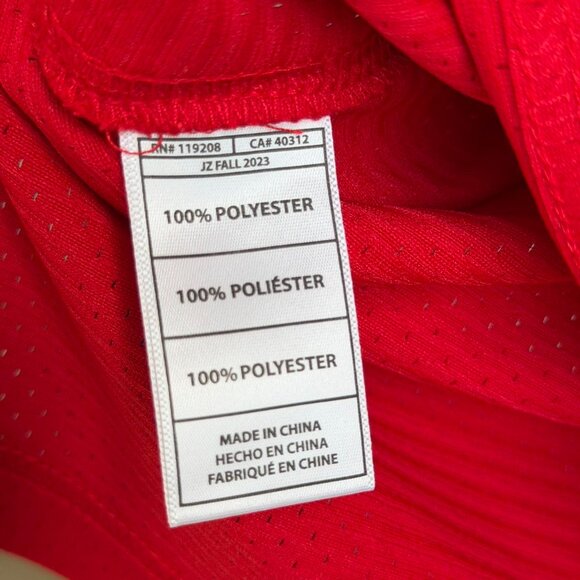 RN# 119208 CA# 40312
JZ FALL 2023
100% POLYESTER
100% POLIÉSTER
100% POLYESTER
MADE IN CHINA
HECHO EN CHINA
FABRIQUÉ EN CHINE